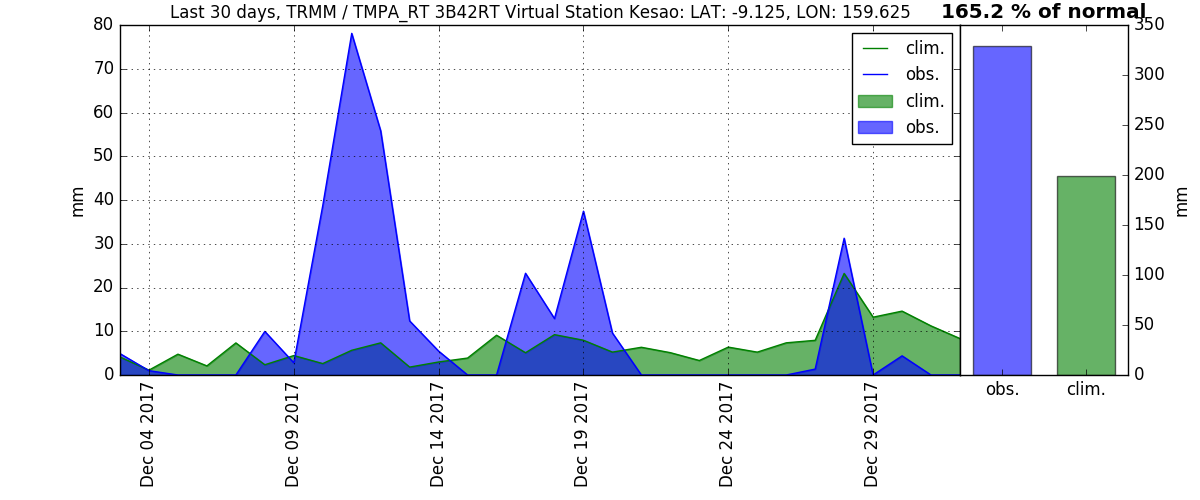 Last 30 days, TRMM / TMPA_RT 3B42RT Virtual Station Kesao: LAT: -9.125, LON: 159.625
165.2 % of normal
80
70
60
50
40
30
20
10
0
mm
clim.
obs.
clim.
obs.
Dec 04 2017
Dec 09 2017
Dec 14 2017
Dec 19 2017
Dec 24 2017
Dec 29 2017
350
300
250
200
150
100
50
0
mm
obs.
clim.